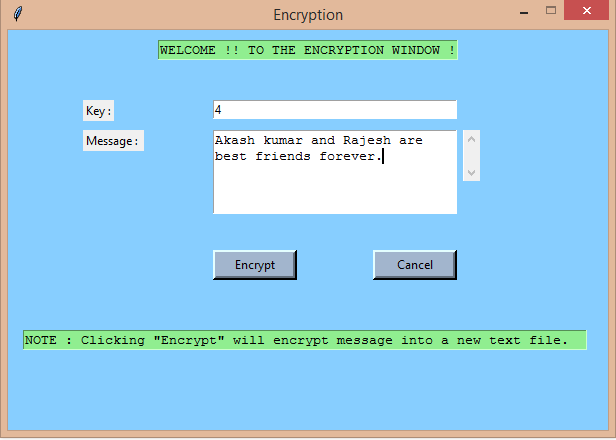 Encryption
WELCOME !! TO THE ENCRYPTION WINDOW !
Key :
4
Message :
Akash kumar and Rajesh are
best friends forever.
Encrypt
Cancel
NOTE : Clicking "Encrypt" will encrypt message into a new text file.